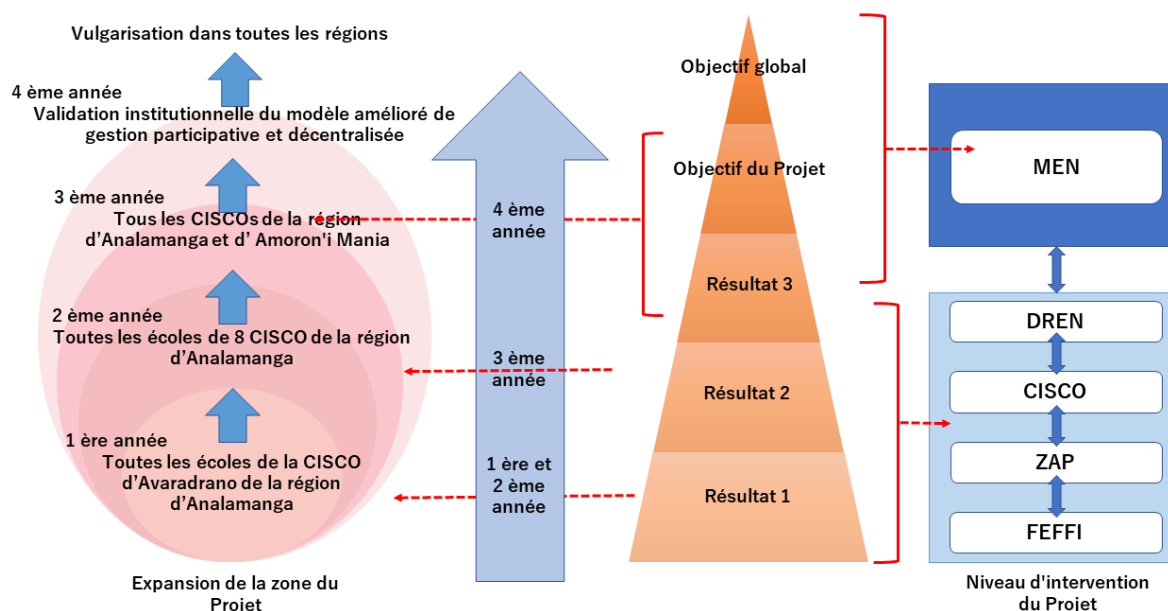 Vulgarisation dans toutes les régions
4 ème année
Validation institutionnelle du modèle amélioré de
gestion participative et décentralisée
3 ème année
Tous les CISCOs de la région
d’Analamanga et d’ Amoron'i Mania
2 ème année
Toutes les écoles de 8 CISCO de la région
d’Analamanga
1 ère année
Toutes les écoles de la CISCO
d’Avaradrano de la région
d’Analamanga
Expansion de la zone du
Projet
4 ème
année
3 ème
année
1 ère et
2 ème
année
Objectif global
Objectif du Projet
Résultat 3
Résultat 2
Résultat 1
MEN
DREN
CISCO
ZAP
FEFFI
Niveau d'intervention
du Projet